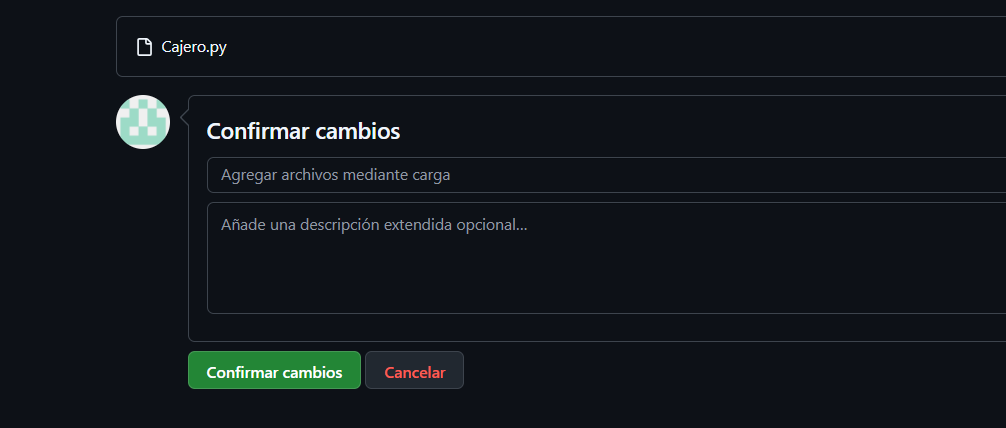 Cajero.py
Confirmar cambios
Agregar archivos mediante carga
Añade una descripción extendida opcional...
Confirmar cambios
Cancelar